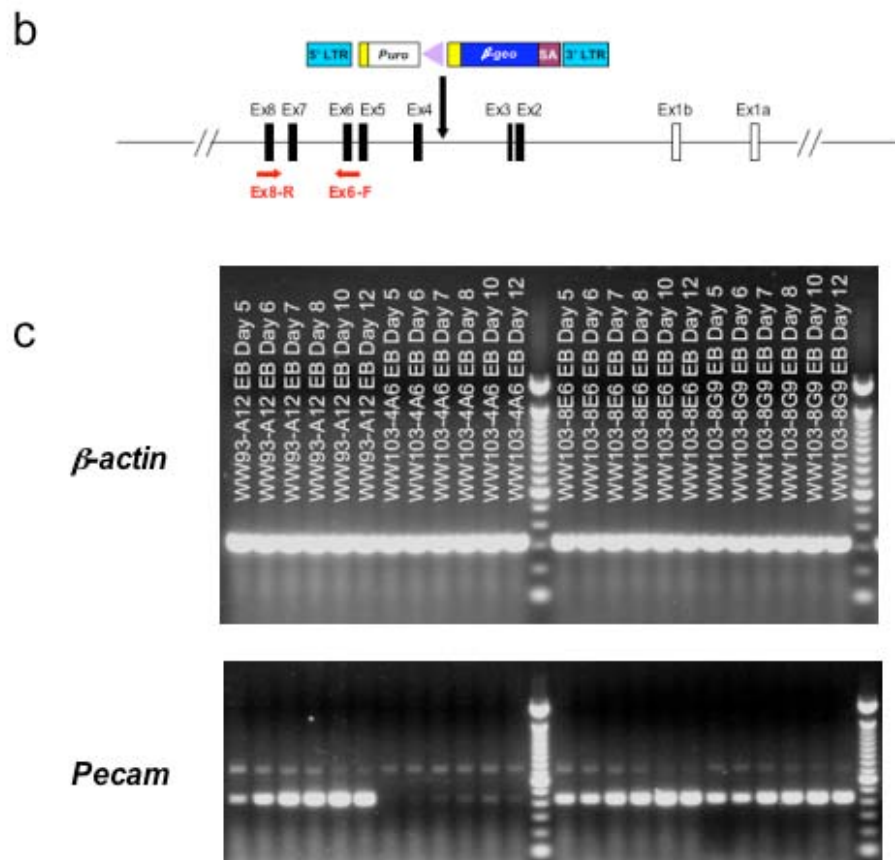 b
5' LTR Puro β-geo SA 3' LTR
Ex8 Ex7 Ex6 Ex5 Ex4 Ex3 Ex2 Ex1b Ex1a
// //
Ex8-R Ex6-F
c
WW93-A12 EB Day 5
WW93-A12 EB Day 6
WW93-A12 EB Day 7
WW93-A12 EB Day 8
WW93-A12 EB Day 10
WW93-A12 EB Day 12
WW103-4A6 EB Day 5
WW103-4A6 EB Day 6
WW103-4A6 EB Day 7
WW103-4A6 EB Day 8
WW103-4A6 EB Day 10
WW103-4A6 EB Day 12
WW103-8E6 EB Day 5
WW103-8E6 EB Day 6
WW103-8E6 EB Day 7
WW103-8E6 EB Day 8
WW103-8E6 EB Day 10
WW103-8E6 EB Day 12
WW103-8G9 EB Day 5
WW103-8G9 EB Day 6
WW103-8G9 EB Day 7
WW103-8G9 EB Day 8
WW103-8G9 EB Day 10
WW103-8G9 EB Day 12
β-actin
Pecam